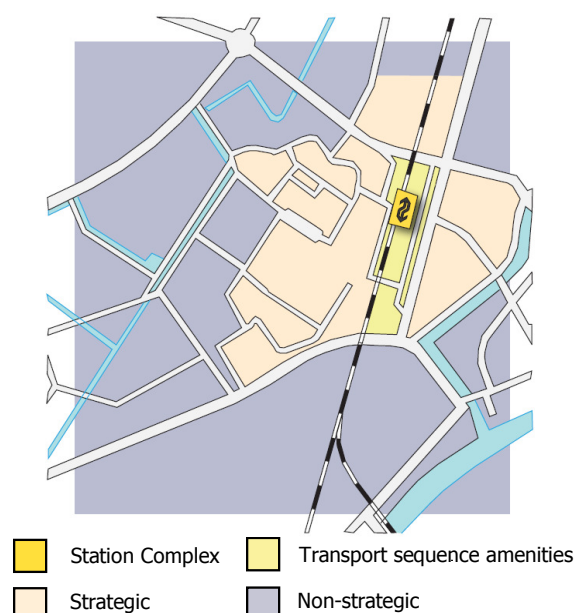 Station Complex
Transport sequence amenities
Strategic
Non-strategic